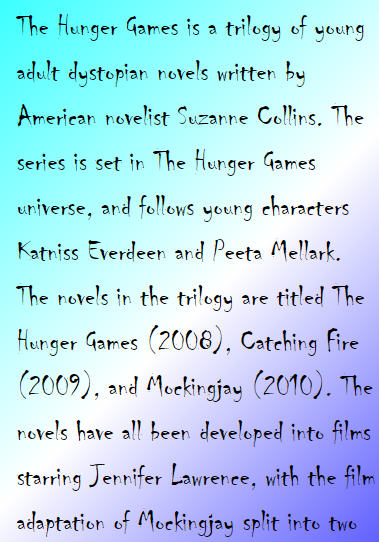 The Hunger Games is a trilogy of young
adult dystopian novels written by
American novelist Suzanne Collins. The
series is set in The Hunger Games
universe, and follows young characters
Katniss Everdeen and Peeta Mellark.
The novels in the trilogy are titled The
Hunger Games (2008), Catching Fire
(2009), and Mockingjay (2010). The
novels have all been developed into films
starring Jennifer Lawrence, with the film
adaptation of Mockingjay split into two